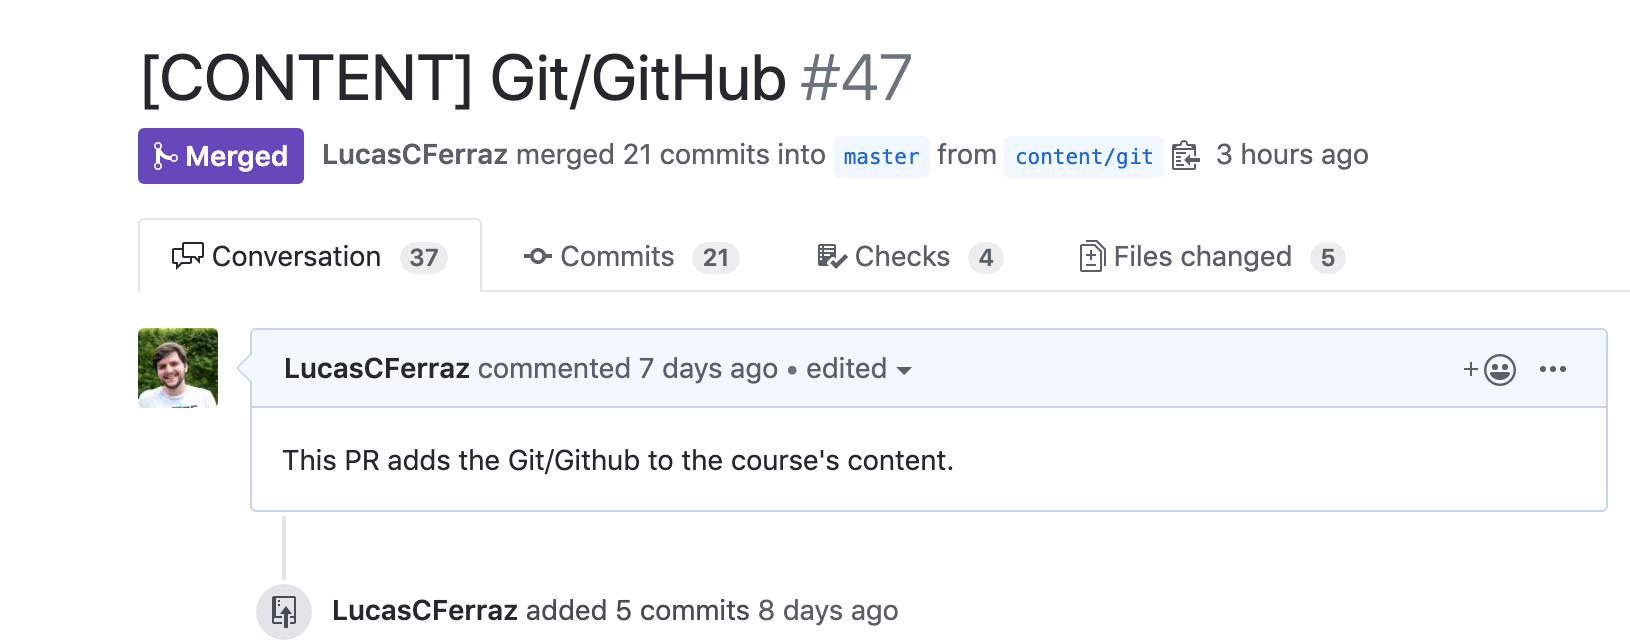 [CONTENT] Git/GitHub #47
Merged LucasCFerraz merged 21 commits into master from content/git 3 hours ago
Conversation 37 Commits 21 Checks 4 Files changed 5
LucasCFerraz commented 7 days ago • edited
This PR adds the Git/Github to the course's content.
LucasCFerraz added 5 commits 8 days ago